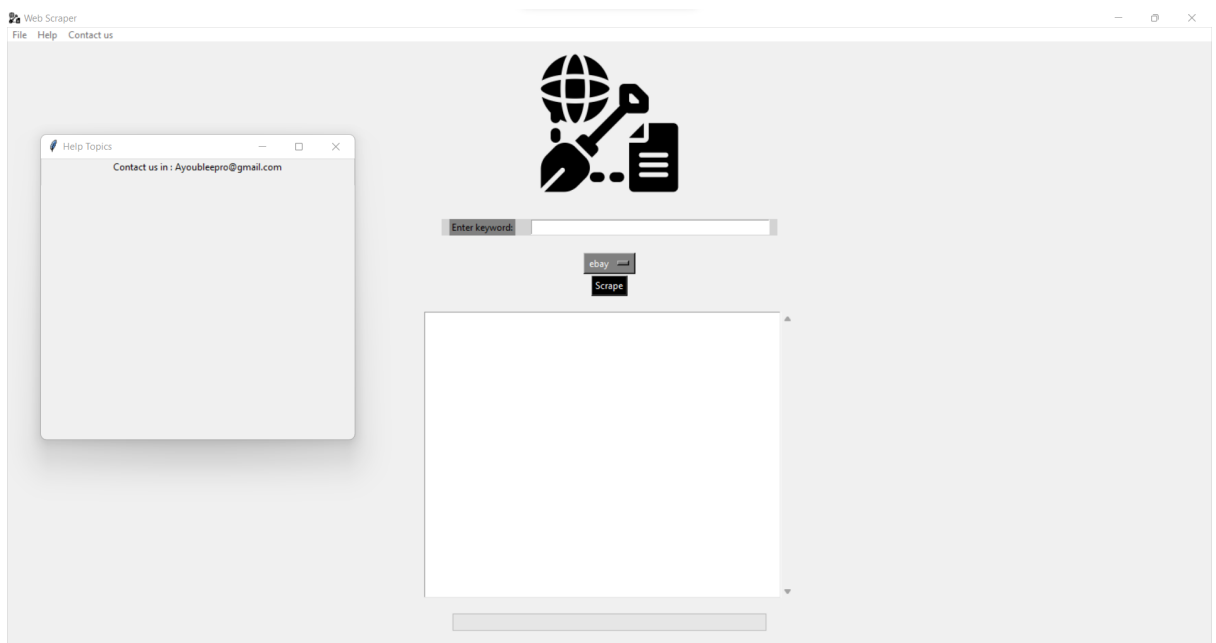 Web Scraper
File Help Contact us
Help Topics
Contact us in : Ayoubleepro@gmail.com
Enter keyword:
ebay
Scrape